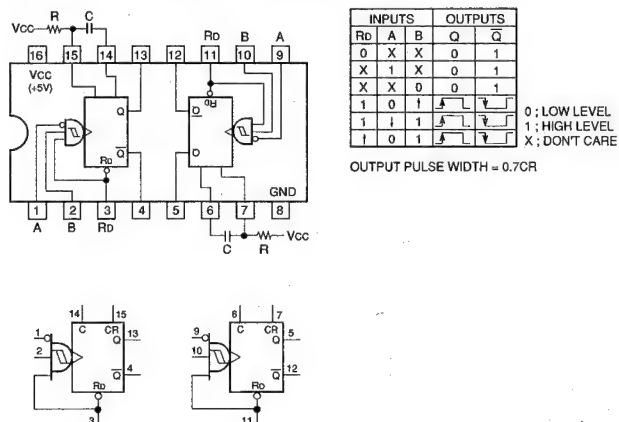 R C
Vcc
RD B A
16 15 14 13 12 11 10 9
VCC
(+5V)
Q Q̅ RD
RD
Q̅ Q
GND
1 2 3 4 5 6 7 8
A B RD
C R Vcc
INPUTS OUTPUTS
RD A B Q Q̅
0 X X 0 1
X 1 X 0 1
X X 0 0 1
1 0 ↑
1 ↓ 1
↑ 0 1
0 ; LOW LEVEL
1 ; HIGH LEVEL
X ; DON'T CARE
OUTPUT PULSE WIDTH = 0.7CR
14 15
1 C CR 13
Q
2
Q̅ 4
RD
3
6 7
9 C CR 5
Q
10
Q̅ 12
RD
11